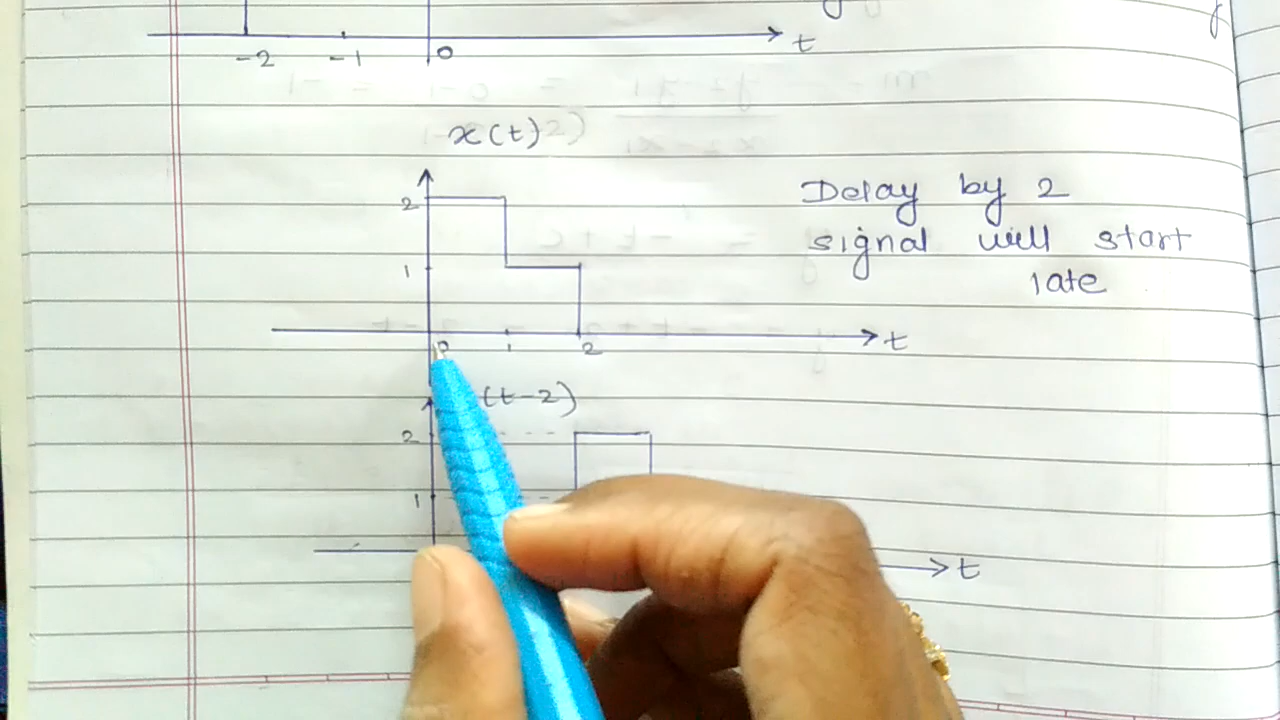 -2 -1 0 t
x(t)
2
1
0 1 2 t
Delay by 2
signal will start
late
(t-2)
2
1
t